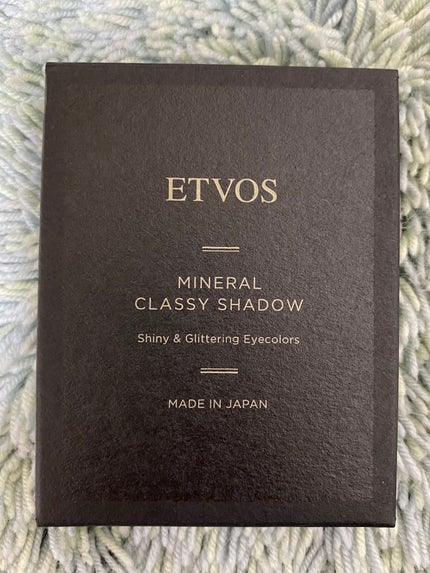 ETVOS
MINERAL
CLASSY SHADOW
Shiny & Glittering Eyecolors
MADE IN JAPAN